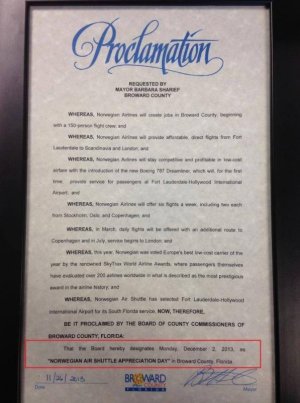 Proclamation
REQUESTED BY
MAYOR BARBARA SHARIEF
BROWARD COUNTY
WHEREAS, Norwegian Airlines will create jobs in Broward County, beginning
with a 150-person flight crew; and
WHEREAS, Norwegian Airlines will provide affordable, direct flights from Fort
Lauderdale to Scandinavia and London; and
WHEREAS, Norwegian Airlines will stay competitive and profitable in low-cost
airfare with the introduction of the new Boeing 787 Dreamliner, which will, for the first
time, provide service for passengers at Fort Lauderdale-Hollywood International
Airport; and
WHEREAS, Norwegian Airlines will offer six flights a week, including two each
from Stockholm, Oslo, and Copenhagen; and
WHEREAS, in March, daily flights will be offered with an additional route to
Copenhagen and in July, service begins to London; and
WHEREAS, this year, Norwegian was voted Europe's best low-cost carrier of the
year by the renowned SkyTrax World Airline Awards, where passengers themselves
have evaluated over 200 airlines worldwide in what is described as the most prestigious
award in the airline history; and
WHEREAS, Norwegian Air Shuttle has selected Fort Lauderdale-Hollywood
International Airport for its South Florida service, NOW, THEREFORE,
BE IT PROCLAIMED BY THE BOARD OF COUNTY COMMISSIONERS OF
BROWARD COUNTY, FLORIDA:
That the Board hereby designates Monday, December 2, 2013, as
"NORWEGIAN AIR SHUTTLE APPRECIATION DAY" in Broward County, Florida.
11/26/2013
Date
BROWARD
FLORIDA
Mayor